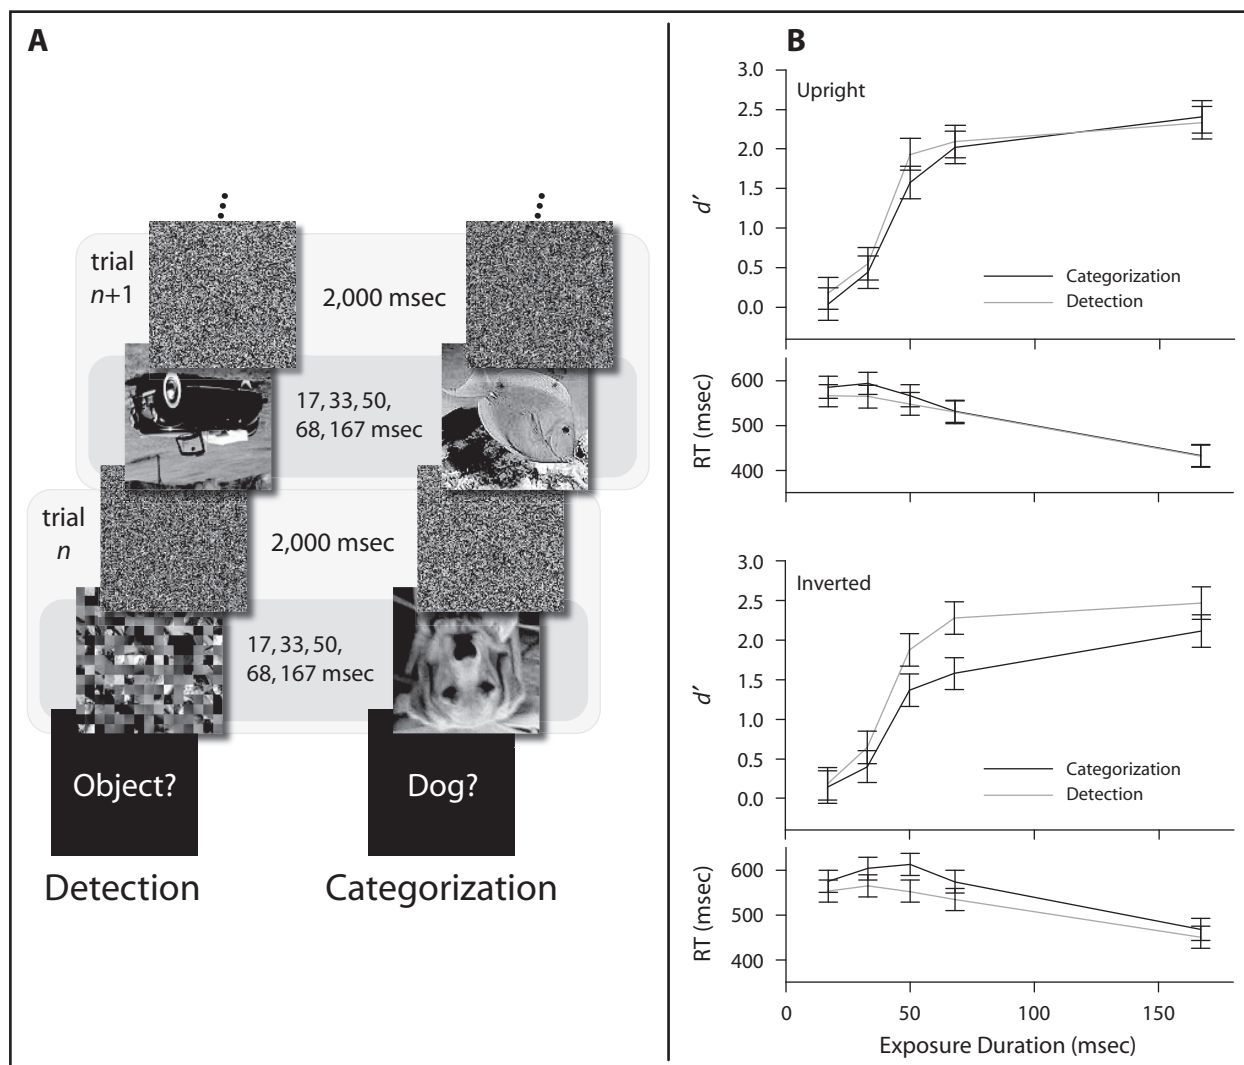 A
trial
n+1
2,000 msec
17, 33, 50,
68, 167 msec
trial
n
2,000 msec
17, 33, 50,
68, 167 msec
Object?
Dog?
Detection
Categorization
B
3.0
Upright
2.5
2.0
d′
1.5
1.0
0.5
Categorization
0.0
Detection
600
RT (msec)
500
400
3.0
Inverted
2.5
2.0
d′
1.5
1.0
0.5
Categorization
0.0
Detection
600
RT (msec)
500
400
0 50 100 150
Exposure Duration (msec)